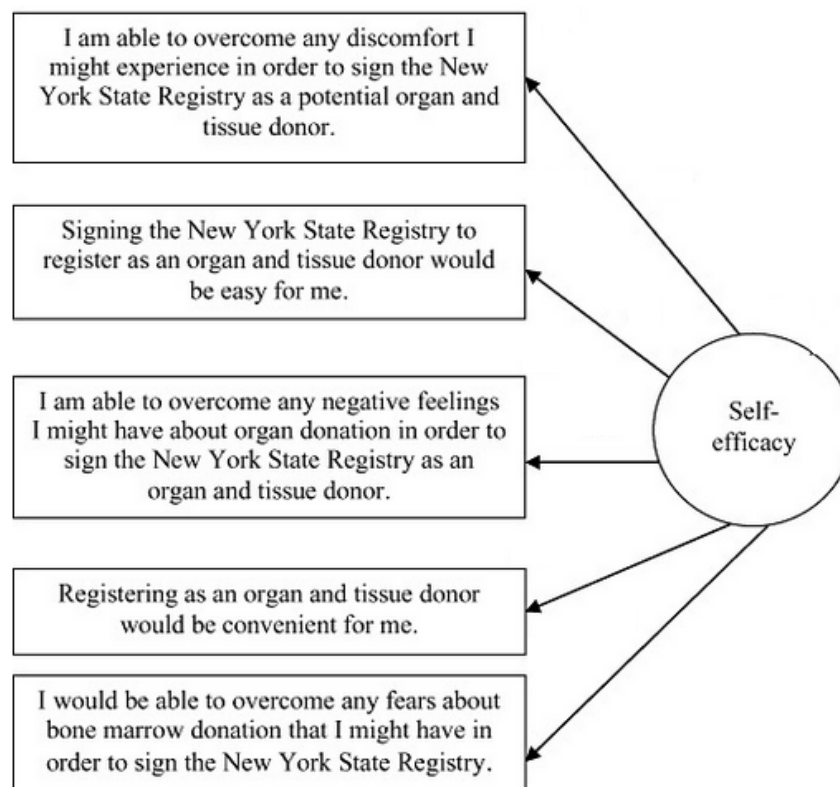 I am able to overcome any discomfort I
might experience in order to sign the New
York State Registry as a potential organ and
tissue donor.
Signing the New York State Registry to
register as an organ and tissue donor would
be easy for me.
I am able to overcome any negative feelings
I might have about organ donation in order to
sign the New York State Registry as an
organ and tissue donor.
Registering as an organ and tissue donor
would be convenient for me.
I would be able to overcome any fears about
bone marrow donation that I might have in
order to sign the New York State Registry.
Self-
efficacy